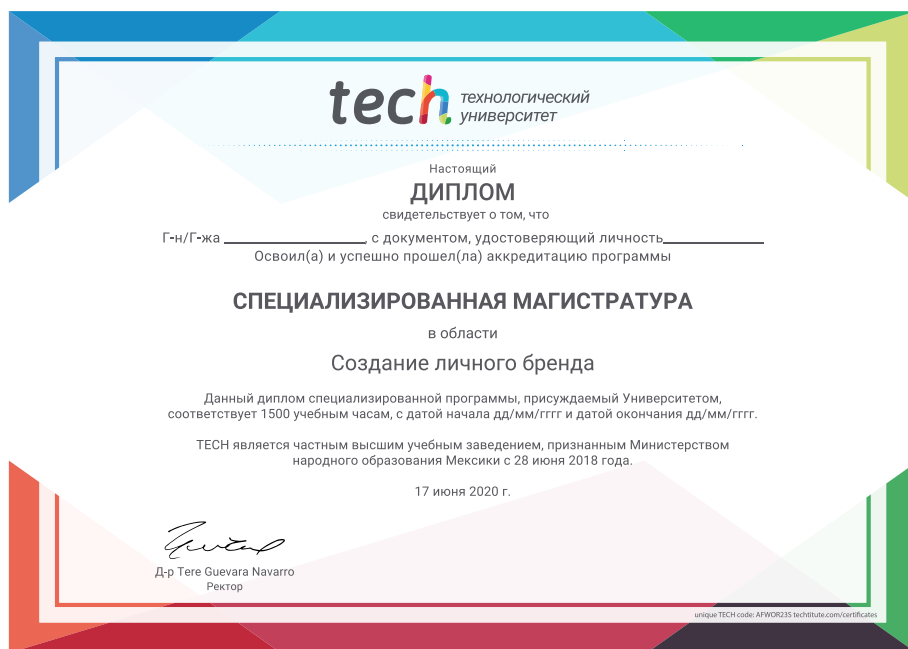 tech технологический
университет
Настоящий
ДИПЛОМ
свидетельствует о том, что
Г-н/Г-жа ____________, с документом, удостоверяющий личность____________
Освоил(а) и успешно прошел(ла) аккредитацию программы
СПЕЦИАЛИЗИРОВАННАЯ МАГИСТРАТУРА
в области
Создание личного бренда
Данный диплом специализированной программы, присуждаемый Университетом,
соответствует 1500 учебным часам, с датой начала дд/мм/гггг и датой окончания дд/мм/гггг.
TECH является частным высшим учебным заведением, признанным Министерством
народного образования Мексики с 28 июня 2018 года.
17 июня 2020 г.
Д-р Tere Guevara Navarro
Ректор
unique TECH code: AFWOR23S techtitute.com/certificates